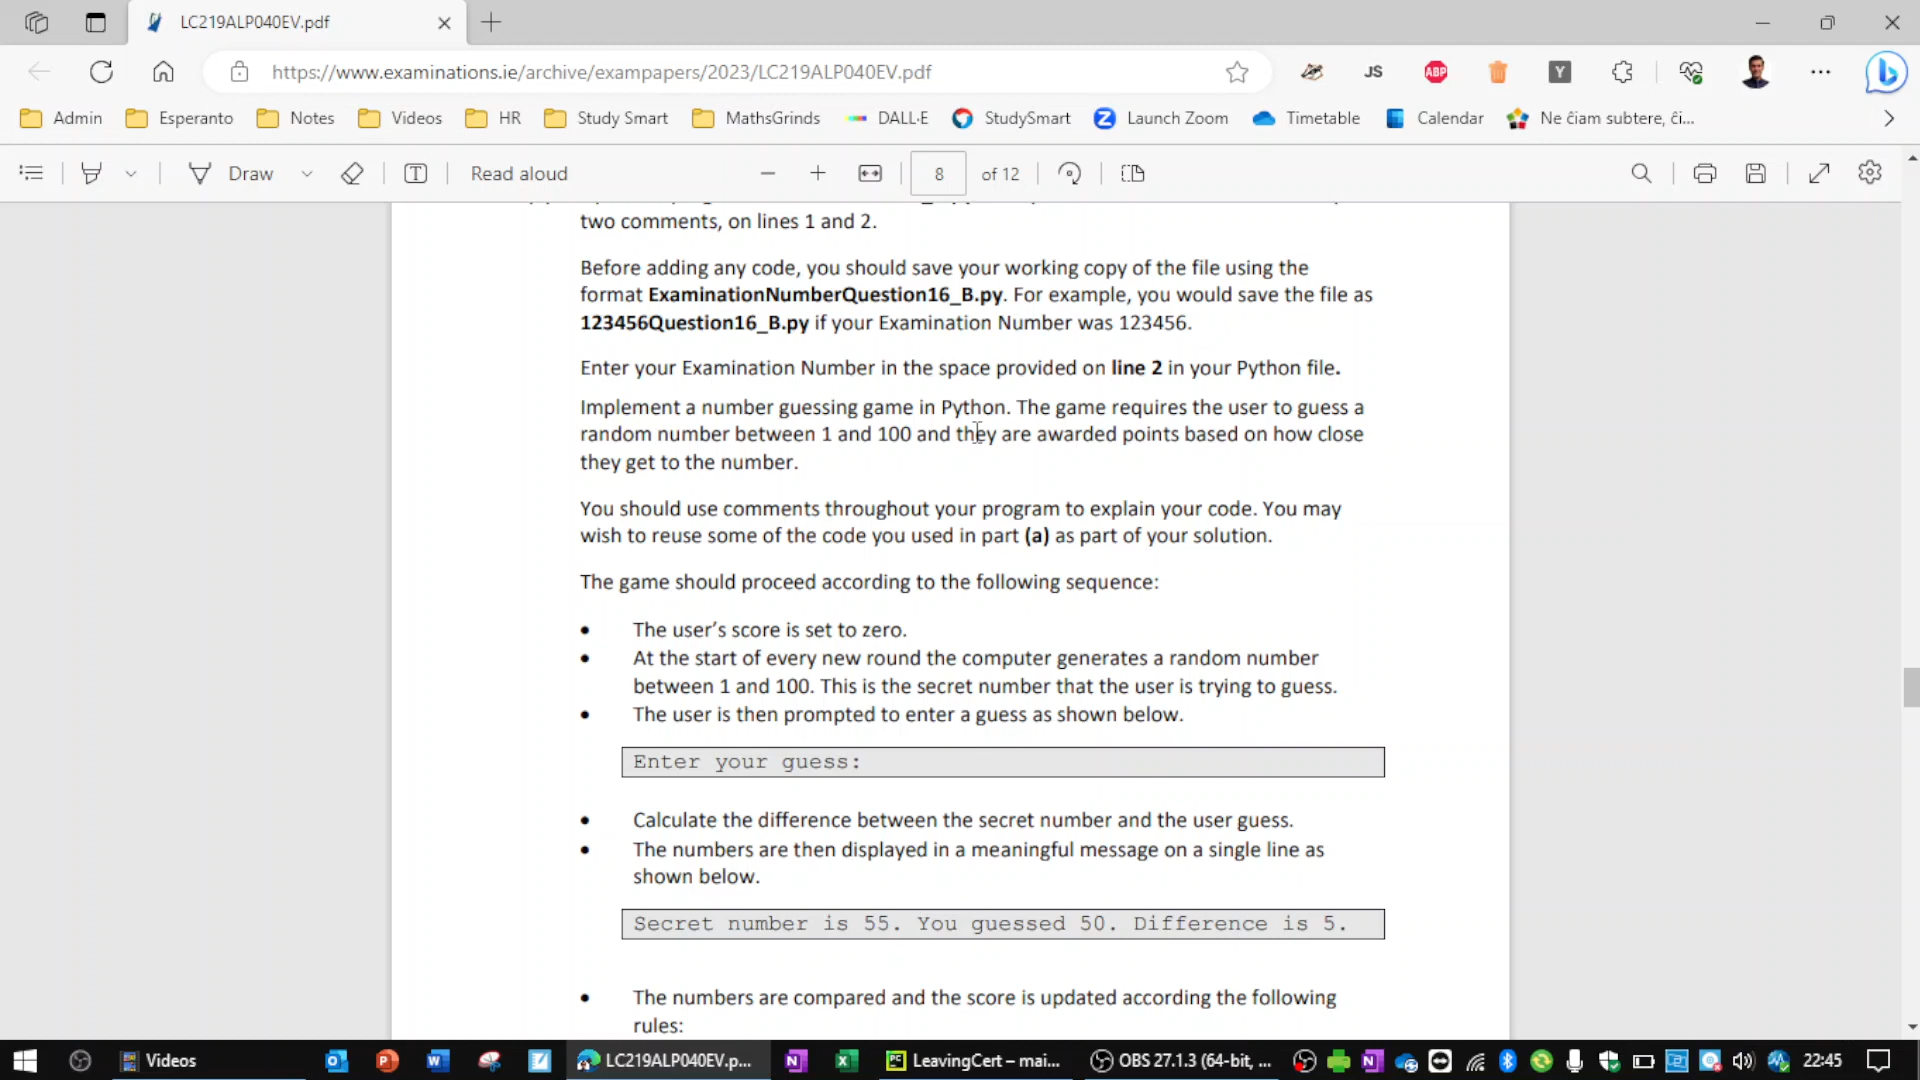 LC219ALP040EV.pdf
https://www.examinations.ie/archive/exampapers/2023/LC219ALP040EV.pdf
JS
ABP
Y
Admin
Esperanto
Notes
Videos
HR
Study Smart
MathsGrinds
DALL·E
StudySmart
Launch Zoom
Timetable
Calendar
Ne ĉiam subtere, ĉi...
Draw
Read aloud
8 of 12
two comments, on lines 1 and 2.
Before adding any code, you should save your working copy of the file using the
format ExaminationNumberQuestion16_B.py. For example, you would save the file as
123456Question16_B.py if your Examination Number was 123456.
Enter your Examination Number in the space provided on line 2 in your Python file.
Implement a number guessing game in Python. The game requires the user to guess a
random number between 1 and 100 and they are awarded points based on how close
they get to the number.
You should use comments throughout your program to explain your code. You may
wish to reuse some of the code you used in part (a) as part of your solution.
The game should proceed according to the following sequence:
• The user's score is set to zero.
• At the start of every new round the computer generates a random number
between 1 and 100. This is the secret number that the user is trying to guess.
• The user is then prompted to enter a guess as shown below.
Enter your guess:
• Calculate the difference between the secret number and the user guess.
• The numbers are then displayed in a meaningful message on a single line as
shown below.
Secret number is 55. You guessed 50. Difference is 5.
• The numbers are compared and the score is updated according the following
rules:
Videos
LC219ALP040EV.p...
LeavingCert – mai...
OBS 27.1.3 (64-bit, ...
22:45